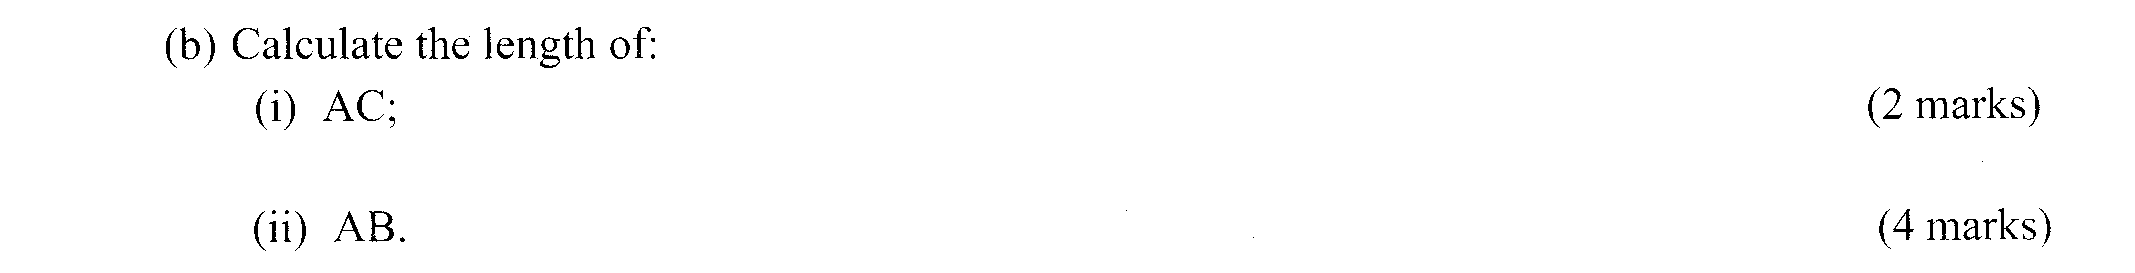 (b) Calculate the length of:
(i) AC; (2 marks)
(ii) AB. (4 marks)